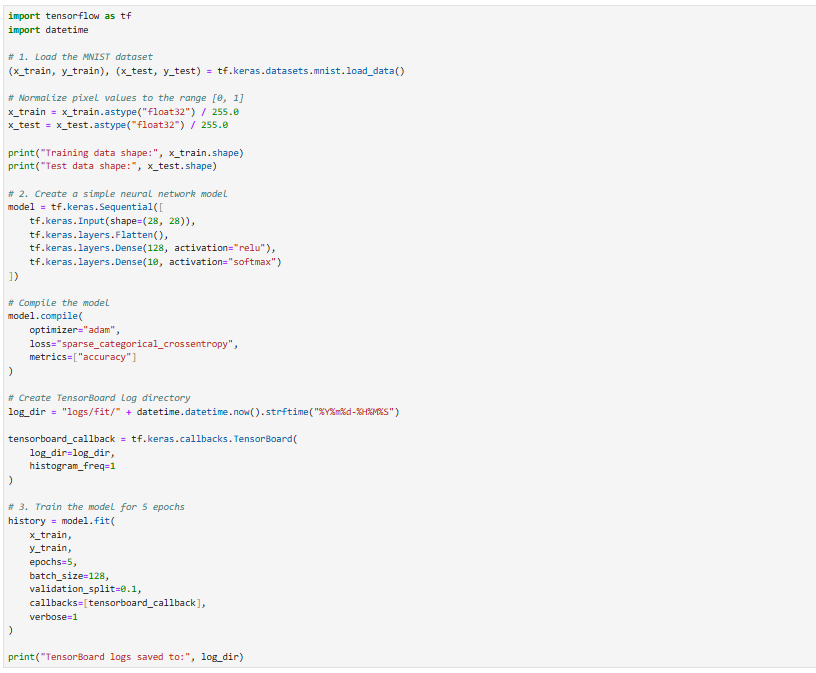 import tensorflow as tf
import datetime
# 1. Load the MNIST dataset
(x_train, y_train), (x_test, y_test) = tf.keras.datasets.mnist.load_data()
# Normalize pixel values to the range [0, 1]
x_train = x_train.astype("float32") / 255.0
x_test = x_test.astype("float32") / 255.0
print("Training data shape:", x_train.shape)
print("Test data shape:", x_test.shape)
# 2. Create a simple neural network model
model = tf.keras.Sequential([
    tf.keras.Input(shape=(28, 28)),
    tf.keras.layers.Flatten(),
    tf.keras.layers.Dense(128, activation="relu"),
    tf.keras.layers.Dense(10, activation="softmax")
])
# Compile the model
model.compile(
    optimizer="adam",
    loss="sparse_categorical_crossentropy",
    metrics=["accuracy"]
)
# Create TensorBoard log directory
log_dir = "logs/fit/" + datetime.datetime.now().strftime("%Y%m%d-%H%M%S")
tensorboard_callback = tf.keras.callbacks.TensorBoard(
    log_dir=log_dir,
    histogram_freq=1
)
# 3. Train the model for 5 epochs
history = model.fit(
    x_train,
    y_train,
    epochs=5,
    batch_size=128,
    validation_split=0.1,
    callbacks=[tensorboard_callback],
    verbose=1
)
print("TensorBoard logs saved to:", log_dir)